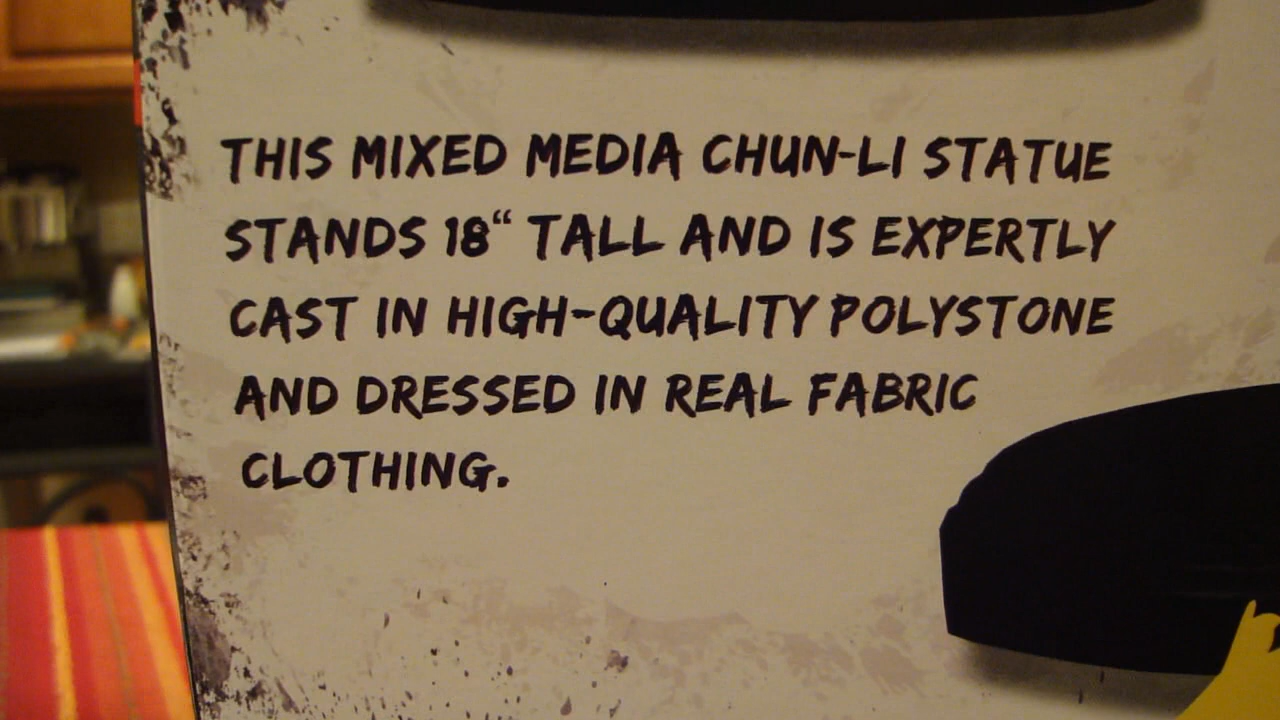 THIS MIXED MEDIA CHUN-LI STATUE
STANDS 18“ TALL AND IS EXPERTLY
CAST IN HIGH-QUALITY POLYSTONE
AND DRESSED IN REAL FABRIC
CLOTHING.